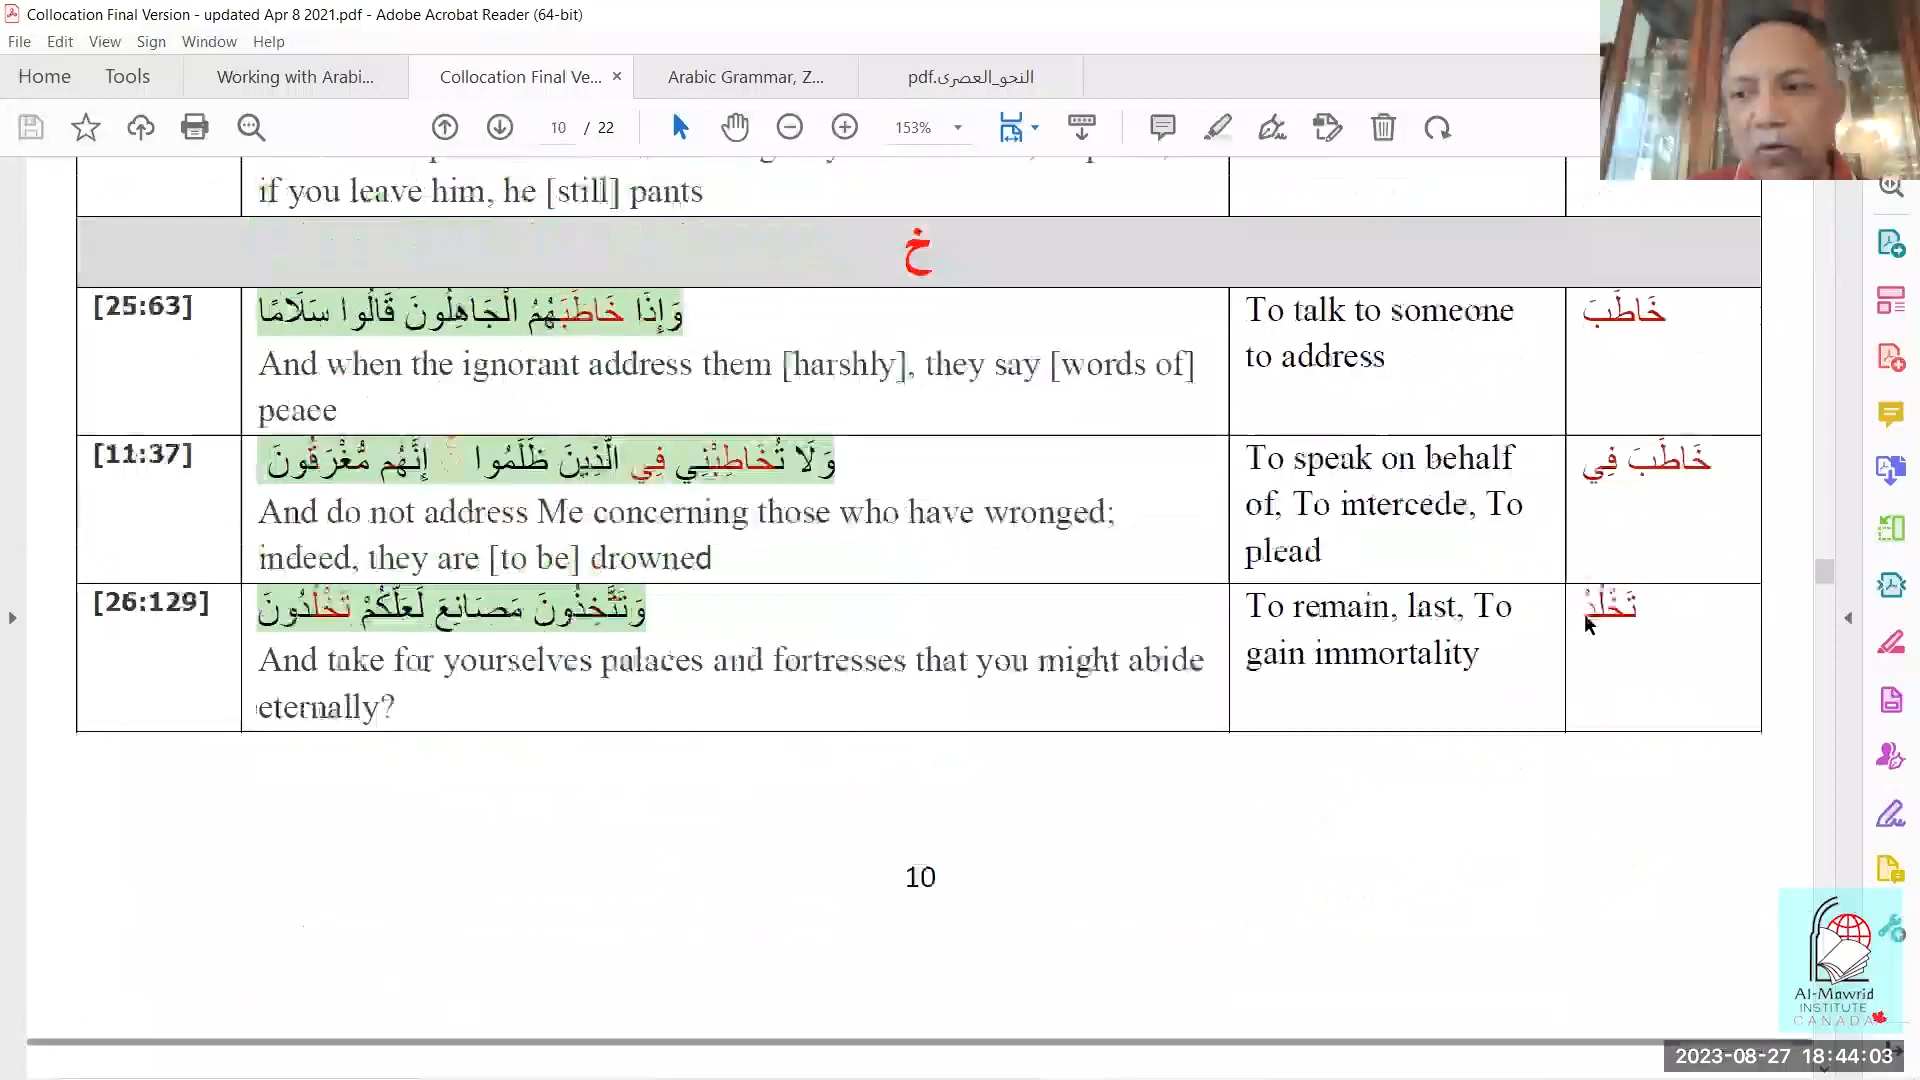 Collocation Final Version - updated Apr 8 2021.pdf - Adobe Acrobat Reader (64-bit)
File Edit View Sign Window Help
Home Tools Working with Arabi... Collocation Final Ve... × Arabic Grammar, Z... النحو_العصرى.pdf
10 / 22 153%
if you leave him, he [still] pants
خ
[25:63]
وَإِذَا خَاطَبَهُمُ الْجَاهِلُونَ قَالُوا سَلَامًا
And when the ignorant address them [harshly], they say [words of]
peace
To talk to someone
to address
خَاطَبَ
[11:37]
وَلَا تُخَاطِبْنِي فِي الَّذِينَ ظَلَمُوا ۚ إِنَّهُم مُّغْرَقُونَ
And do not address Me concerning those who have wronged;
indeed, they are [to be] drowned
To speak on behalf
of, To intercede, To
plead
خَاطَبَ فِي
[26:129]
وَتَتَّخِذُونَ مَصَانِعَ لَعَلَّكُمْ تَخْلُدُونَ
And take for yourselves palaces and fortresses that you might abide
eternally?
To remain, last, To
gain immortality
تَخْلُدْ
10
Al-Mawrid
INSTITUTE
CANADA
2023-08-27 18:44:03